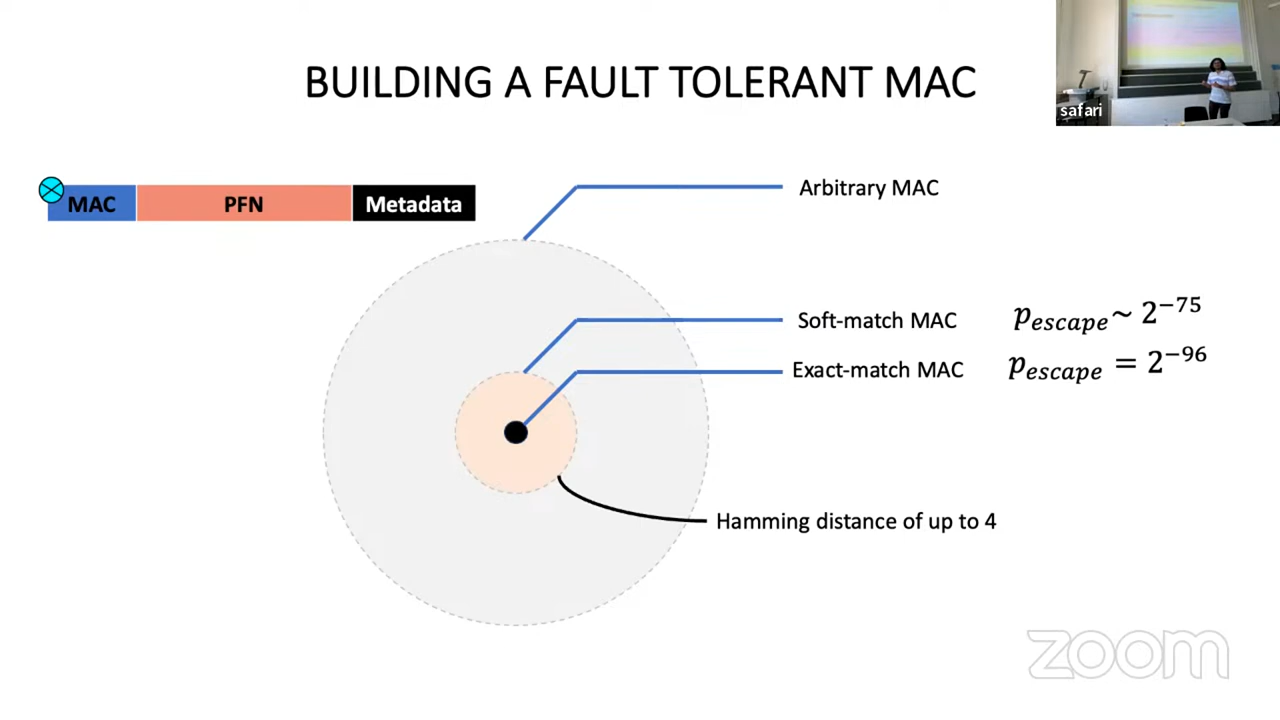 BUILDING A FAULT TOLERANT MAC
safari
MAC PFN Metadata
Arbitrary MAC
Soft-match MAC p_escape ~ 2^−75
Exact-match MAC p_escape = 2^−96
Hamming distance of up to 4
zoom